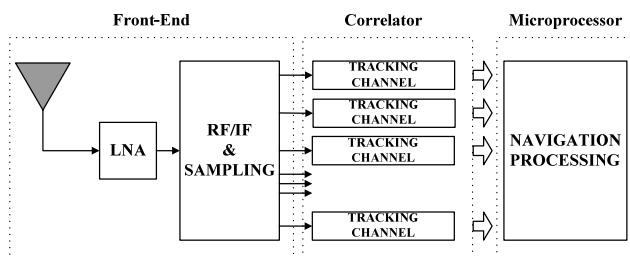 Front-End
Correlator
Microprocessor
LNA
RF/IF
&
SAMPLING
TRACKING
CHANNEL
TRACKING
CHANNEL
TRACKING
CHANNEL
TRACKING
CHANNEL
NAVIGATION
PROCESSING